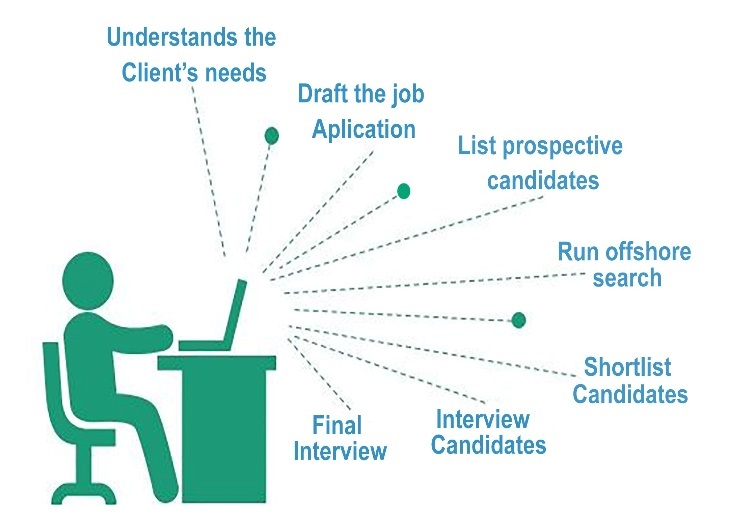 Understands the
Client's needs
Draft the job
Aplication
List prospective
candidates
Run offshore
search
Shortlist
Candidates
Interview
Candidates
Final
Interview